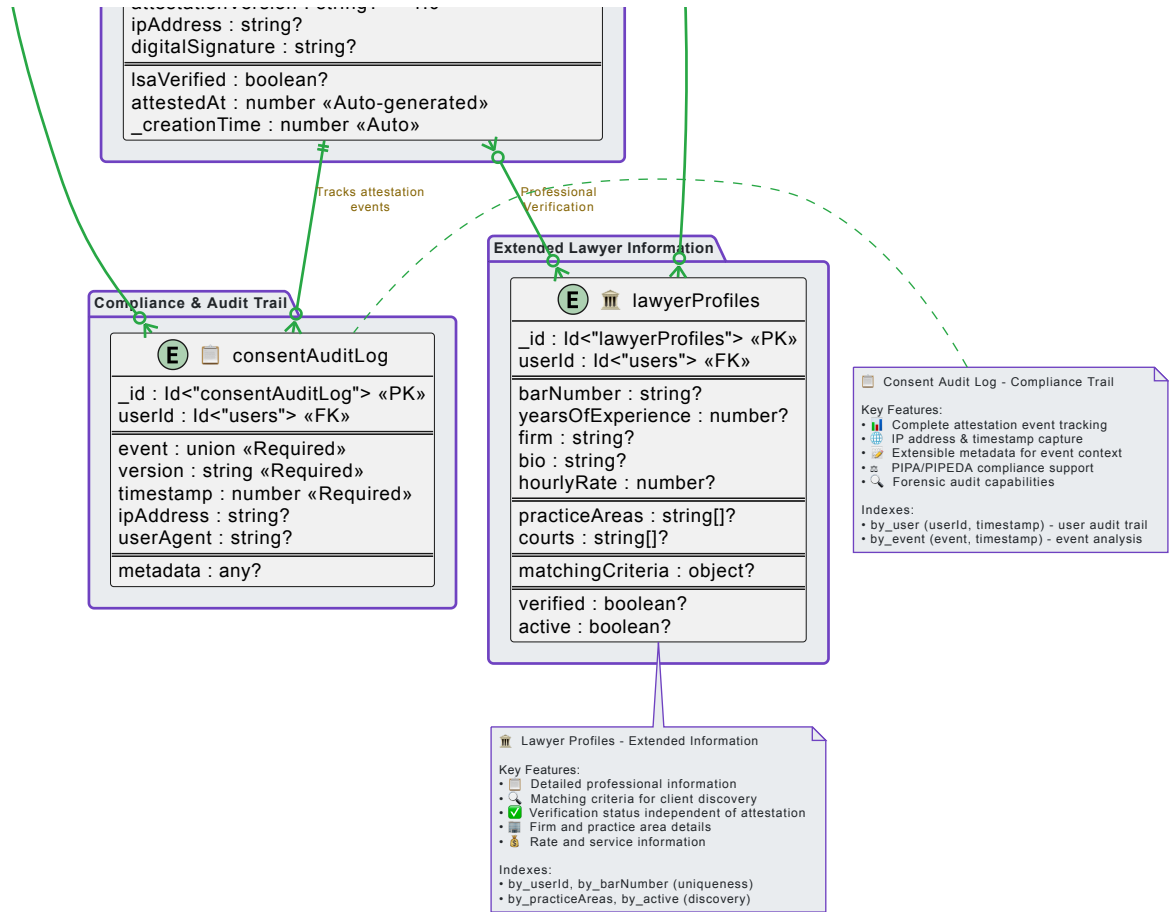 ipAddress : string?
digitalSignature : string?
lsaVerified : boolean?
attestedAt : number «Auto-generated»
_creationTime : number «Auto»
Tracks attestation
events
Professional
Verification
Extended Lawyer Information
E 🏛 lawyerProfiles
_id : Id<"lawyerProfiles"> «PK»
userId : Id<"users"> «FK»
barNumber : string?
yearsOfExperience : number?
firm : string?
bio : string?
hourlyRate : number?
practiceAreas : string[]?
courts : string[]?
matchingCriteria : object?
verified : boolean?
active : boolean?
Compliance & Audit Trail
E 📋 consentAuditLog
_id : Id<"consentAuditLog"> «PK»
userId : Id<"users"> «FK»
event : union «Required»
version : string «Required»
timestamp : number «Required»
ipAddress : string?
userAgent : string?
metadata : any?
📋 Consent Audit Log - Compliance Trail
Key Features:
• 📊 Complete attestation event tracking
• 🌐 IP address & timestamp capture
• 📝 Extensible metadata for event context
• ⚖ PIPA/PIPEDA compliance support
• 🔍 Forensic audit capabilities
Indexes:
• by_user (userId, timestamp) - user audit trail
• by_event (event, timestamp) - event analysis
🏛 Lawyer Profiles - Extended Information
Key Features:
• 📋 Detailed professional information
• 🔍 Matching criteria for client discovery
• ✅ Verification status independent of attestation
• 🏢 Firm and practice area details
• 💰 Rate and service information
Indexes:
• by_userId, by_barNumber (uniqueness)
• by_practiceAreas, by_active (discovery)